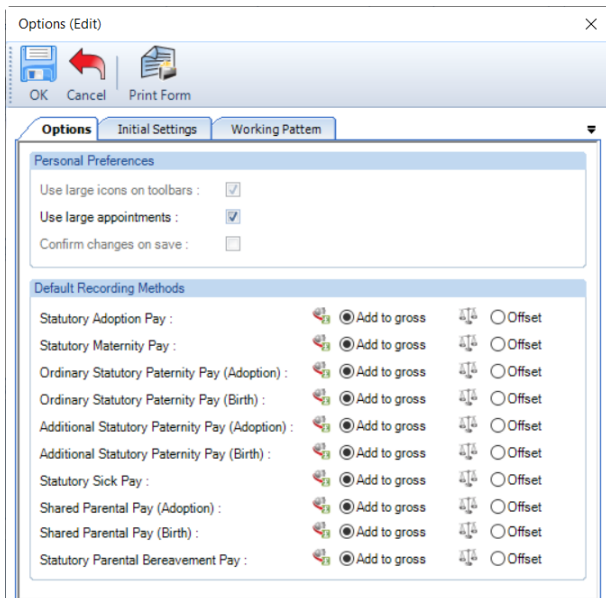 Options (Edit)
OK Cancel Print Form
Options Initial Settings Working Pattern
Personal Preferences
Use large icons on toolbars :
Use large appointments :
Confirm changes on save :
Default Recording Methods
Statutory Adoption Pay : Add to gross Offset
Statutory Maternity Pay : Add to gross Offset
Ordinary Statutory Paternity Pay (Adoption) : Add to gross Offset
Ordinary Statutory Paternity Pay (Birth) : Add to gross Offset
Additional Statutory Paternity Pay (Adoption) : Add to gross Offset
Additional Statutory Paternity Pay (Birth) : Add to gross Offset
Statutory Sick Pay : Add to gross Offset
Shared Parental Pay (Adoption) : Add to gross Offset
Shared Parental Pay (Birth) : Add to gross Offset
Statutory Parental Bereavement Pay : Add to gross Offset